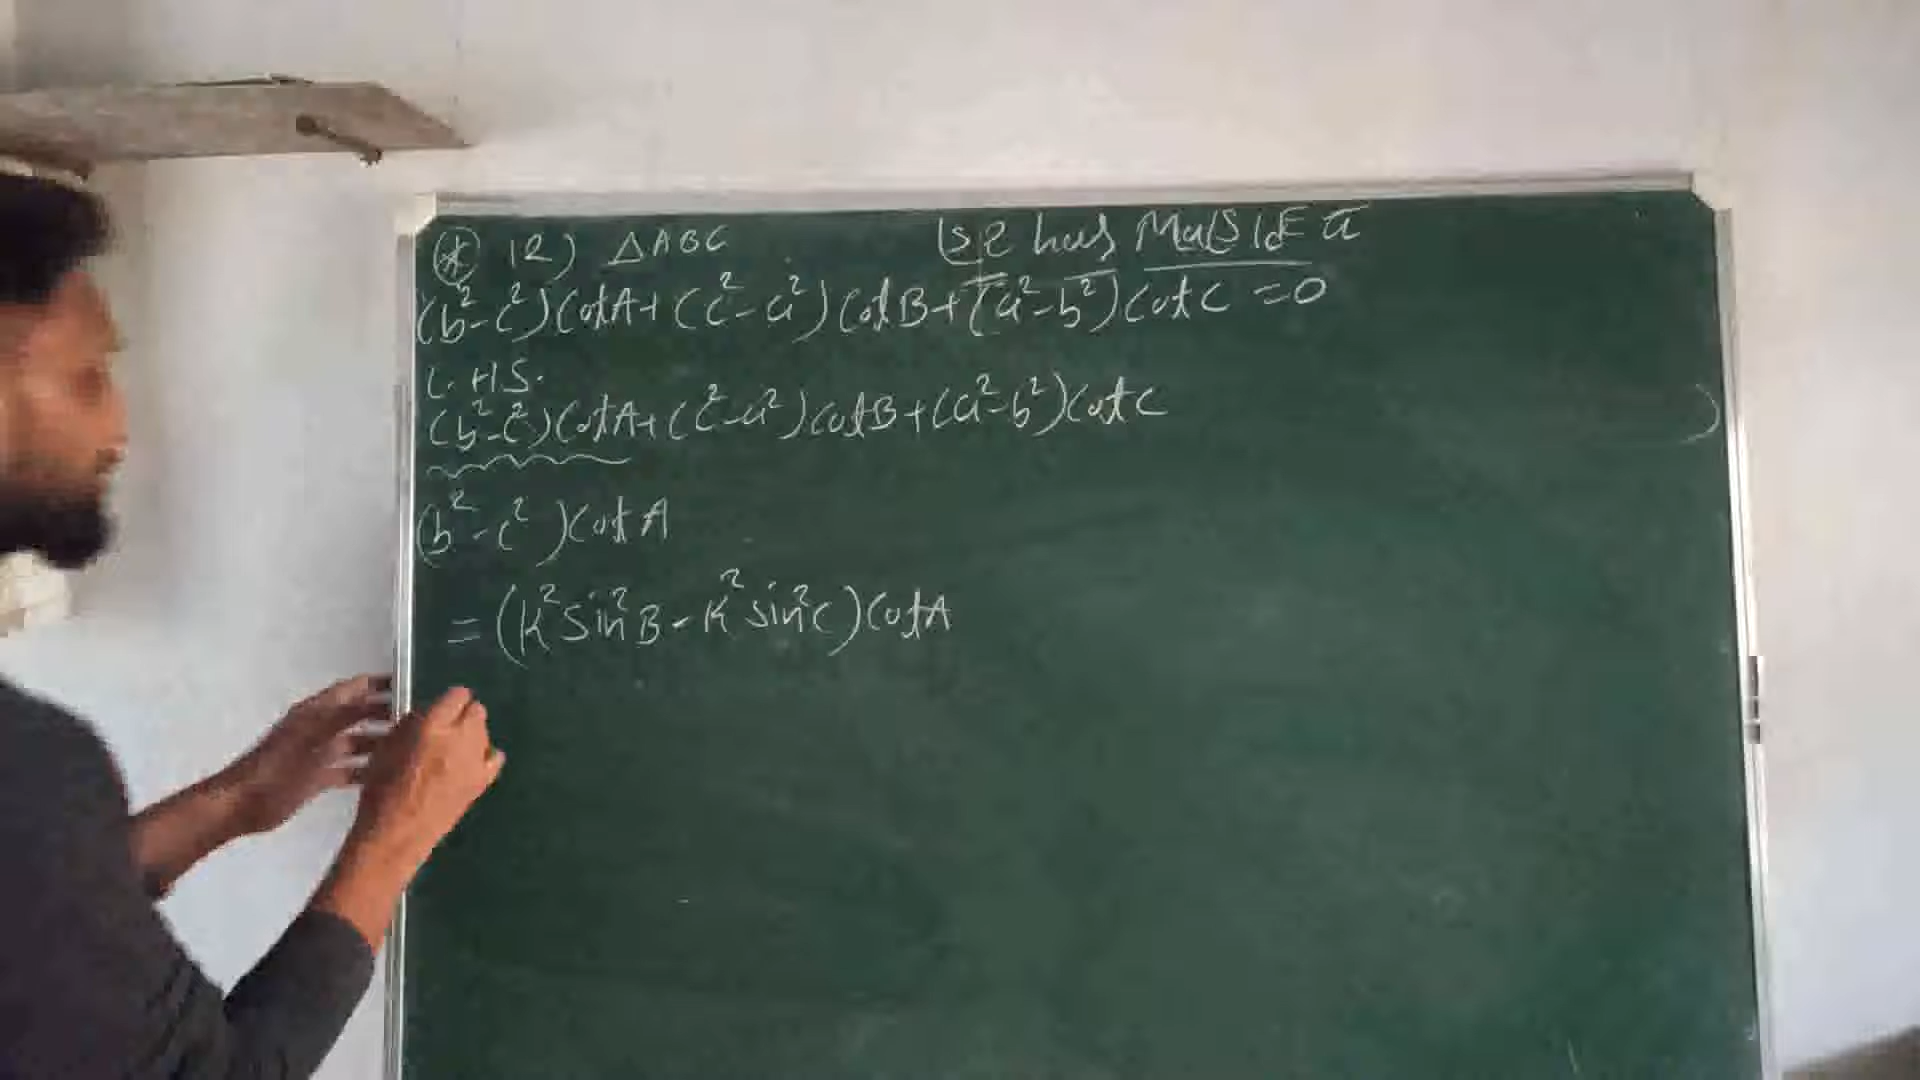 * 12) △ABC
(b²-c²)CotA+(c²-a²)CotB+(a²-b²)CotC=0
L.H.S.
(b²-c²)CotA+(c²-a²)cotB+(a²-b²)CotC
(b²-c²)CotA
=(K²Sin²B-K²sin²C)CotA